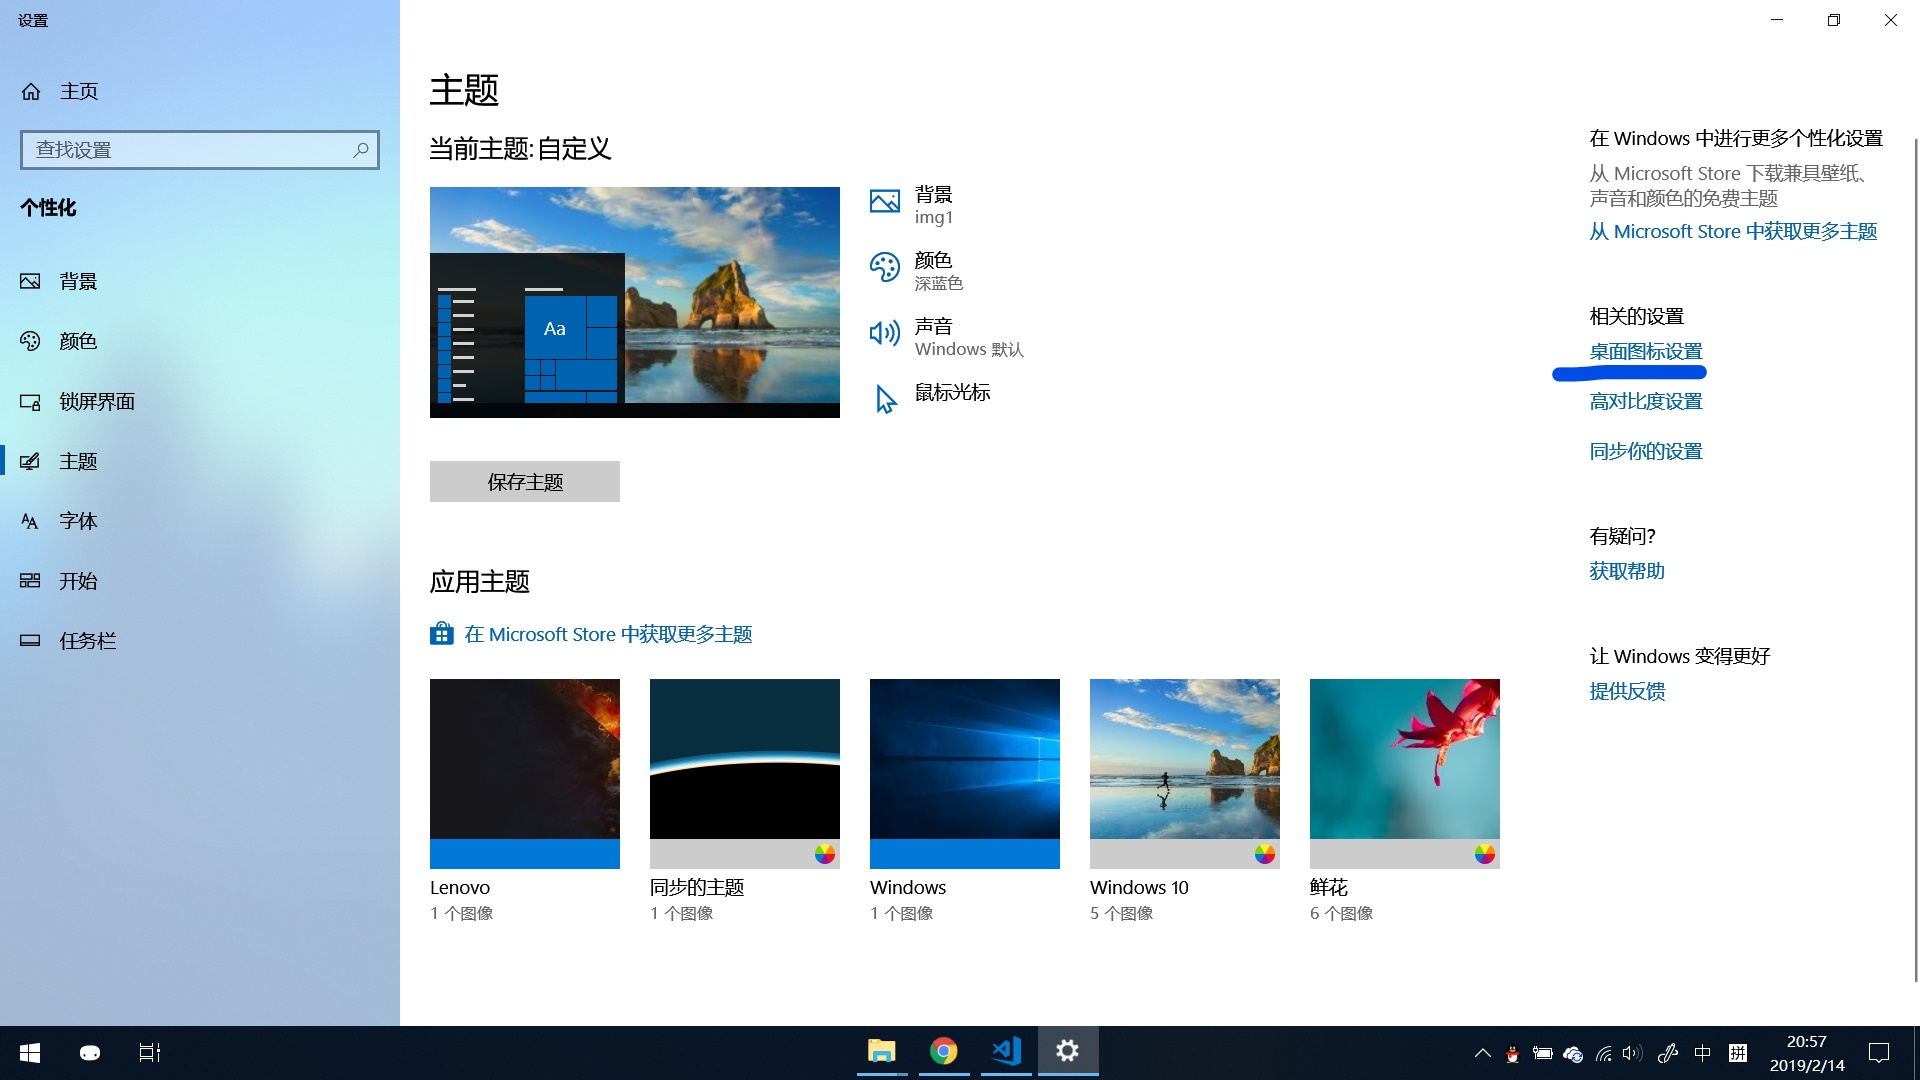 设置
主页
查找设置
个性化
背景
颜色
锁屏界面
主题
字体
开始
任务栏
主题
当前主题: 自定义
Aa
背景
img1
颜色
深蓝色
声音
Windows 默认
鼠标光标
保存主题
应用主题
在 Microsoft Store 中获取更多主题
Lenovo
1 个图像
同步的主题
1 个图像
Windows
1 个图像
Windows 10
5 个图像
鲜花
6 个图像
在 Windows 中进行更多个性化设置
从 Microsoft Store 下载兼具壁纸、
声音和颜色的免费主题
从 Microsoft Store 中获取更多主题
相关的设置
桌面图标设置
高对比度设置
同步你的设置
有疑问?
获取帮助
让 Windows 变得更好
提供反馈
中
拼
20:57
2019/2/14